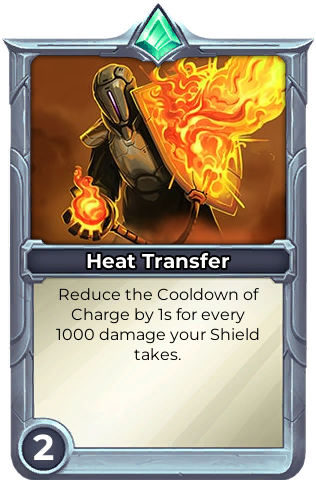 Heat Transfer
Reduce the Cooldown of
Charge by 1s for every
1000 damage your Shield
takes.
2